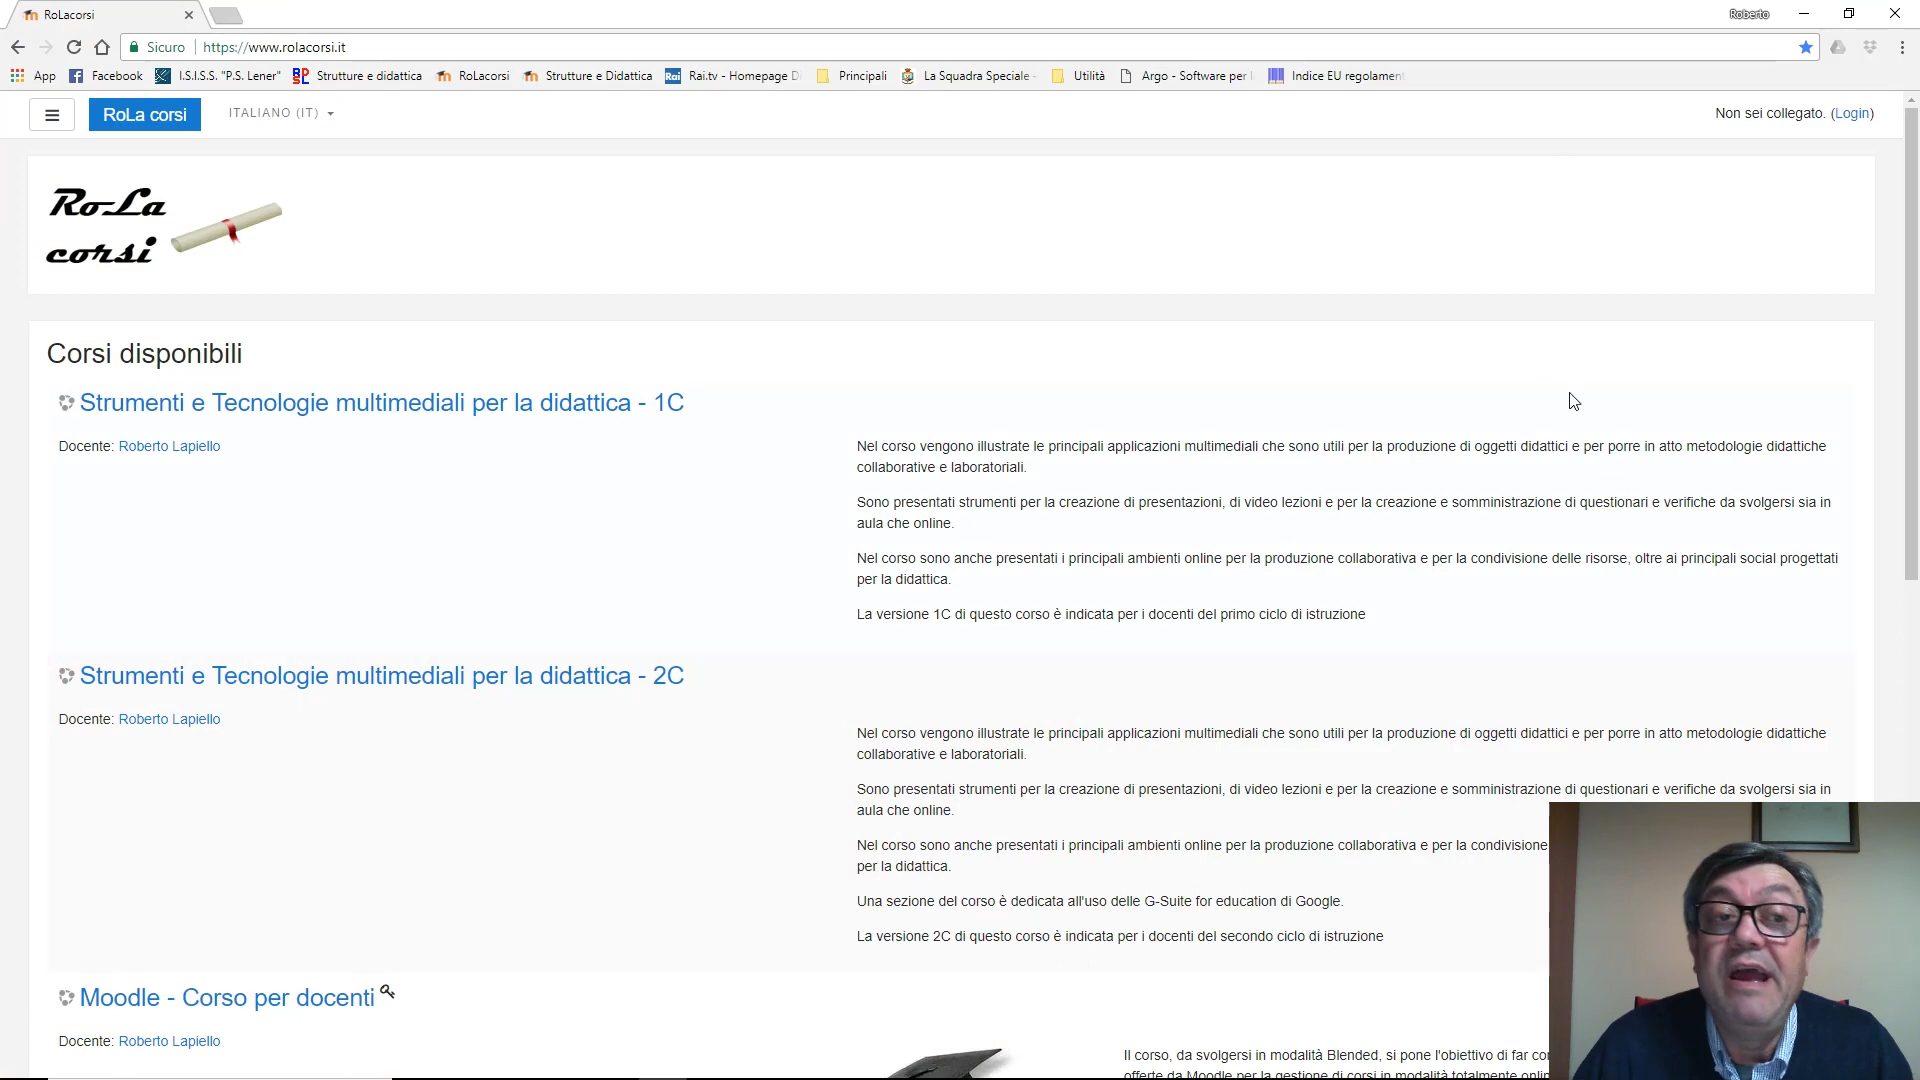 RoLacorsi
Roberto
Sicuro https://www.rolacorsi.it
App Facebook I.S.I.S.S. "P.S. Lener" Strutture e didattica RoLacorsi Strutture e Didattica Rai Rai.tv - Homepage Principali La Squadra Speciale Utilità Argo - Software per Indice EU regolamen
RoLa corsi ITALIANO (IT) Non sei collegato. (Login)
RoLa
corsi
Corsi disponibili
Strumenti e Tecnologie multimediali per la didattica - 1C
Docente: Roberto Lapiello
Nel corso vengono illustrate le principali applicazioni multimediali che sono utili per la produzione di oggetti didattici e per porre in atto metodologie didattiche
collaborative e laboratoriali.
Sono presentati strumenti per la creazione di presentazioni, di video lezioni e per la creazione e somministrazione di questionari e verifiche da svolgersi sia in
aula che online.
Nel corso sono anche presentati i principali ambienti online per la produzione collaborativa e per la condivisione delle risorse, oltre ai principali social progettati
per la didattica.
La versione 1C di questo corso è indicata per i docenti del primo ciclo di istruzione
Strumenti e Tecnologie multimediali per la didattica - 2C
Docente: Roberto Lapiello
Nel corso vengono illustrate le principali applicazioni multimediali che sono utili per la produzione di oggetti didattici e per porre in atto metodologie didattiche
collaborative e laboratoriali.
Sono presentati strumenti per la creazione di presentazioni, di video lezioni e per la creazione e somministrazione di questionari e verifiche da svolgersi sia in
aula che online.
Nel corso sono anche presentati i principali ambienti online per la produzione collaborativa e per la condivisione
per la didattica.
Una sezione del corso è dedicata all'uso delle G-Suite for education di Google.
La versione 2C di questo corso è indicata per i docenti del secondo ciclo di istruzione
Moodle - Corso per docenti
Docente: Roberto Lapiello
Il corso, da svolgersi in modalità Blended, si pone l'obiettivo di far co
offerte da Moodle per la gestione di corsi in modalità totalmente onlin